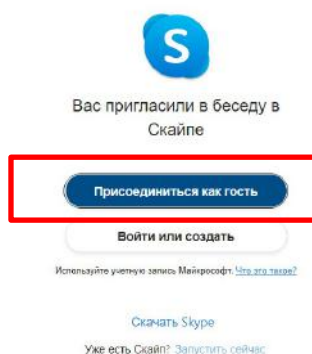 S
Вас пригласили в беседу в
Скайпе
Присоединиться как гость
Войти или создать
Используйте учетную запись Майкрософт. Что это такое?
Скачать Skype
Уже есть Скайп? Запустить сейчас